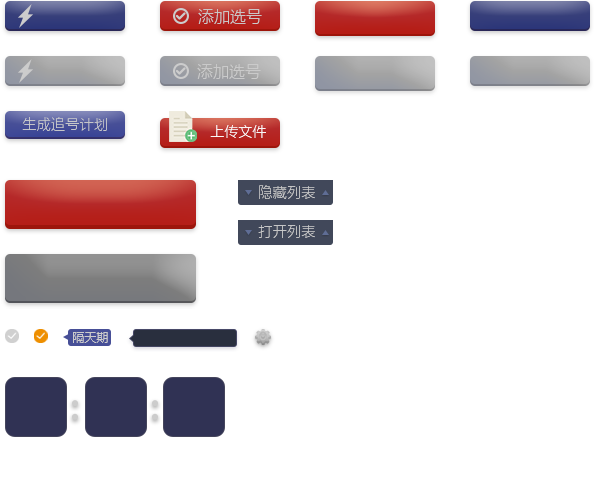 添加选号
添加选号
生成追号计划
上传文件
隐藏列表
打开列表
隔天期